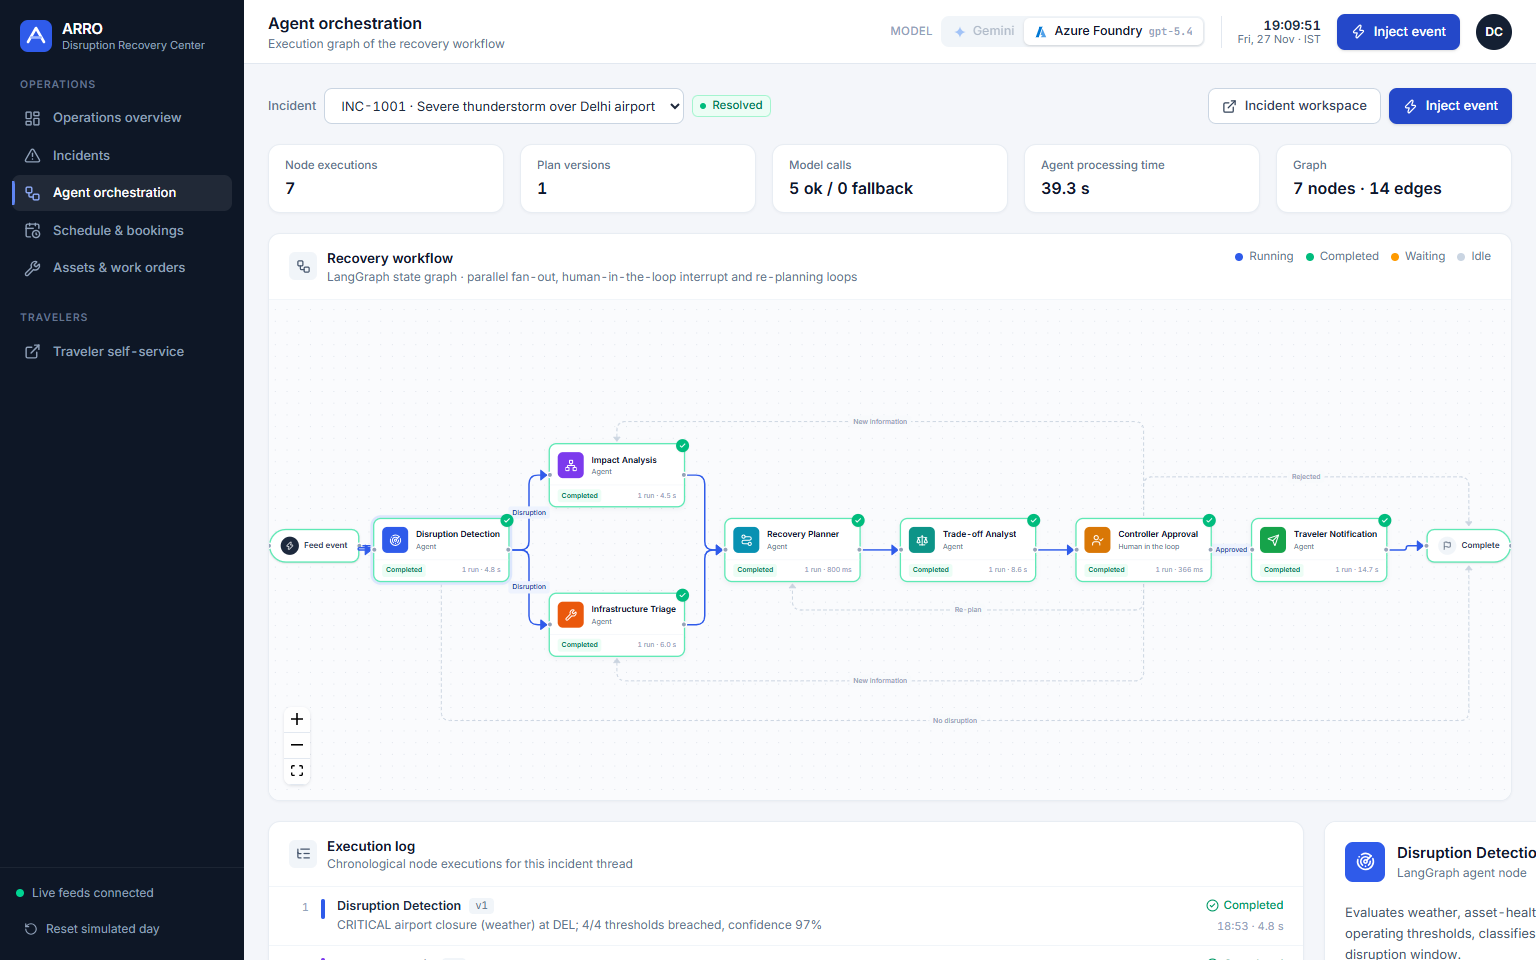 ARRO
Disruption Recovery Center
OPERATIONS
Operations overview
Incidents
Agent orchestration
Schedule & bookings
Assets & work orders
TRAVELERS
Traveler self-service
Live feeds connected
Reset simulated day
Agent orchestration
Execution graph of the recovery workflow
MODEL
Gemini
Azure Foundry gpt-5.4
19:09:51
Fri, 27 Nov · IST
Inject event
DC
Incident
INC-1001 · Severe thunderstorm over Delhi airport
Resolved
Incident workspace
Inject event
Node executions
7
Plan versions
1
Model calls
5 ok / 0 fallback
Agent processing time
39.3 s
Graph
7 nodes · 14 edges
Recovery workflow
LangGraph state graph · parallel fan-out, human-in-the-loop interrupt and re-planning loops
Running
Completed
Waiting
Idle
New information
Rejected
Impact Analysis
Agent
Completed
1 run · 4.5 s
Disruption
Feed event
Disruption Detection
Agent
Completed
1 run · 4.8 s
Disruption
Infrastructure Triage
Agent
Completed
1 run · 6.0 s
Recovery Planner
Agent
Completed
1 run · 800 ms
Trade-off Analyst
Agent
Completed
1 run · 8.6 s
Controller Approval
Human in the loop
Completed
1 run · 366 ms
Approved
Traveler Notification
Agent
Completed
1 run · 14.7 s
Complete
Re-plan
New information
No disruption
Execution log
Chronological node executions for this incident thread
1
Disruption Detection v1
CRITICAL airport closure (weather) at DEL; 4/4 thresholds breached, confidence 97%
Completed
18:53 · 4.8 s
Disruption Detectio
LangGraph agent node
Evaluates weather, asset-healt
operating thresholds, classifies
disruption window.